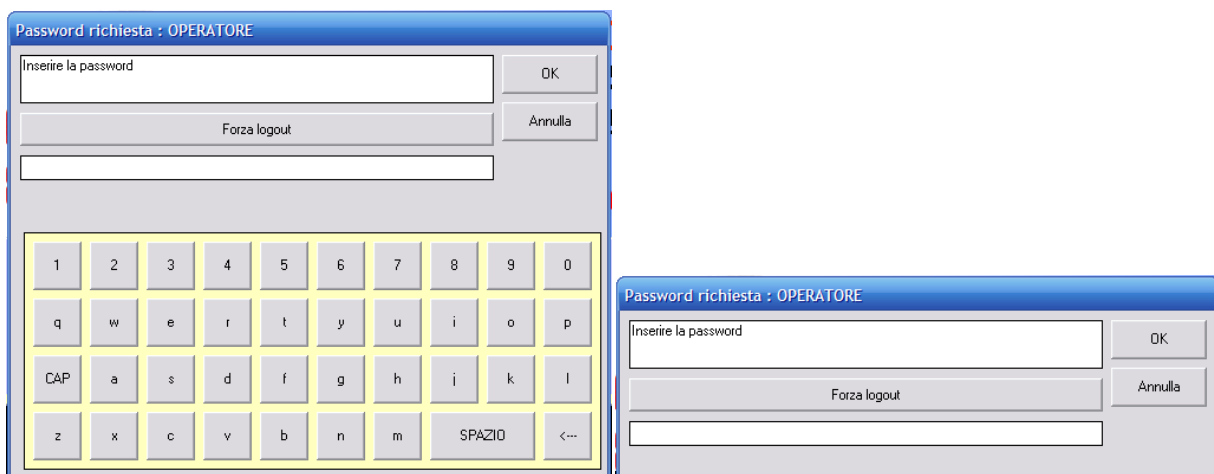 Password richiesta : OPERATORE
Inserire la password
OK
Forza logout
Annulla
1 2 3 4 5 6 7 8 9 0
q w e r t y u i o p
CAP a s d f g h j k l
z x c v b n m SPAZIO <---
Password richiesta : OPERATORE
Inserire la password
OK
Forza logout
Annulla